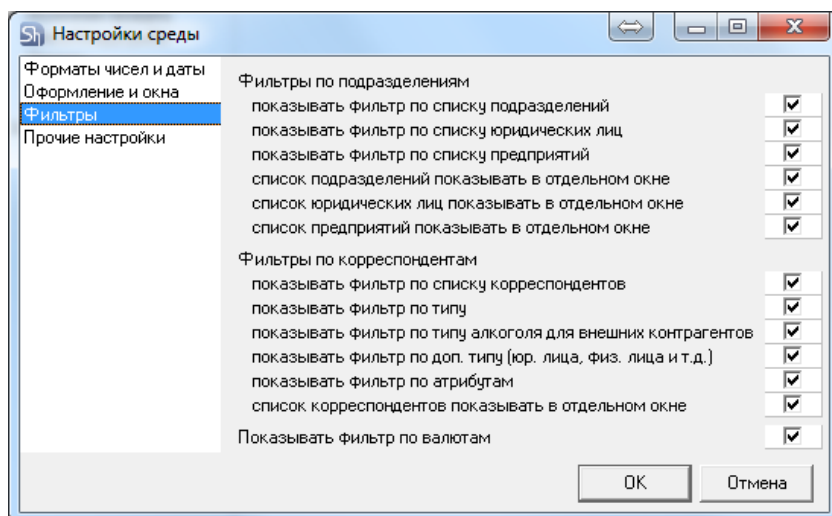 Sh Настройки среды
Форматы чисел и даты
Оформление и окна
Фильтры
Прочие настройки
Фильтры по подразделениям
показывать фильтр по списку подразделений
показывать фильтр по списку юридических лиц
показывать фильтр по списку предприятий
список подразделений показывать в отдельном окне
список юридических лиц показывать в отдельном окне
список предприятий показывать в отдельном окне
Фильтры по корреспондентам
показывать фильтр по списку корреспондентов
показывать фильтр по типу
показывать фильтр по типу алкоголя для внешних контрагентов
показывать фильтр по доп. типу (юр. лица, физ. лица и т.д.)
показывать фильтр по атрибутам
список корреспондентов показывать в отдельном окне
Показывать фильтр по валютам
OK
Отмена